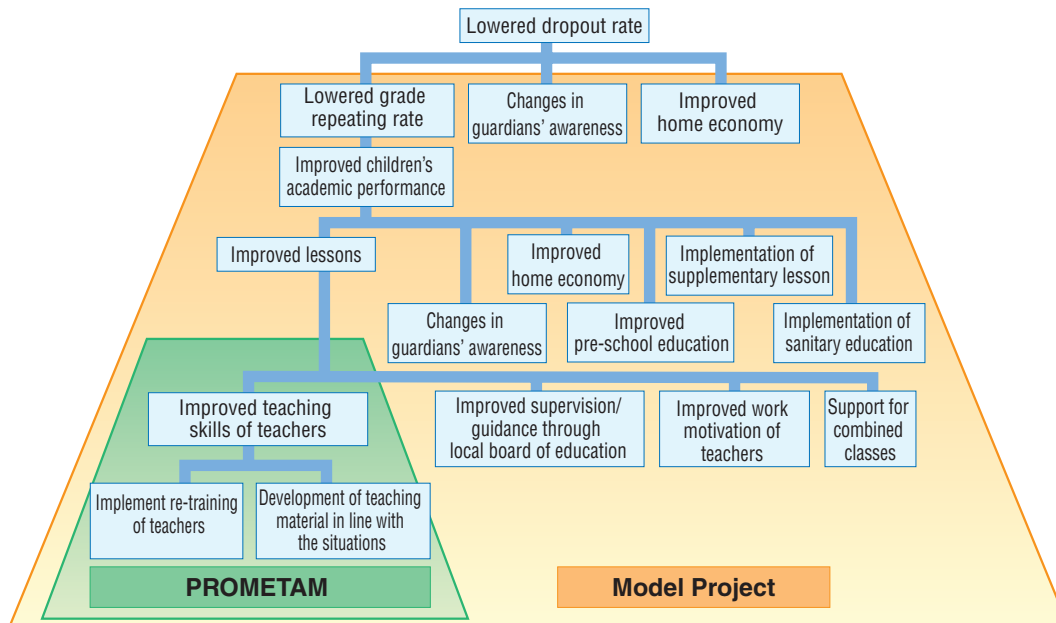 Lowered dropout rate
Lowered grade
repeating rate
Changes in
guardians’ awareness
Improved
home economy
Improved children’s
academic performance
Improved lessons
Improved
home economy
Implementation of
supplementary lesson
Changes in
guardians’ awareness
Improved
pre-school education
Implementation of
sanitary education
Improved teaching
skills of teachers
Improved supervision/
guidance through
local board of education
Improved work
motivation of
teachers
Support for
combined
classes
Implement re-training
of teachers
Development of teaching
material in line with
the situations
PROMETAM
Model Project